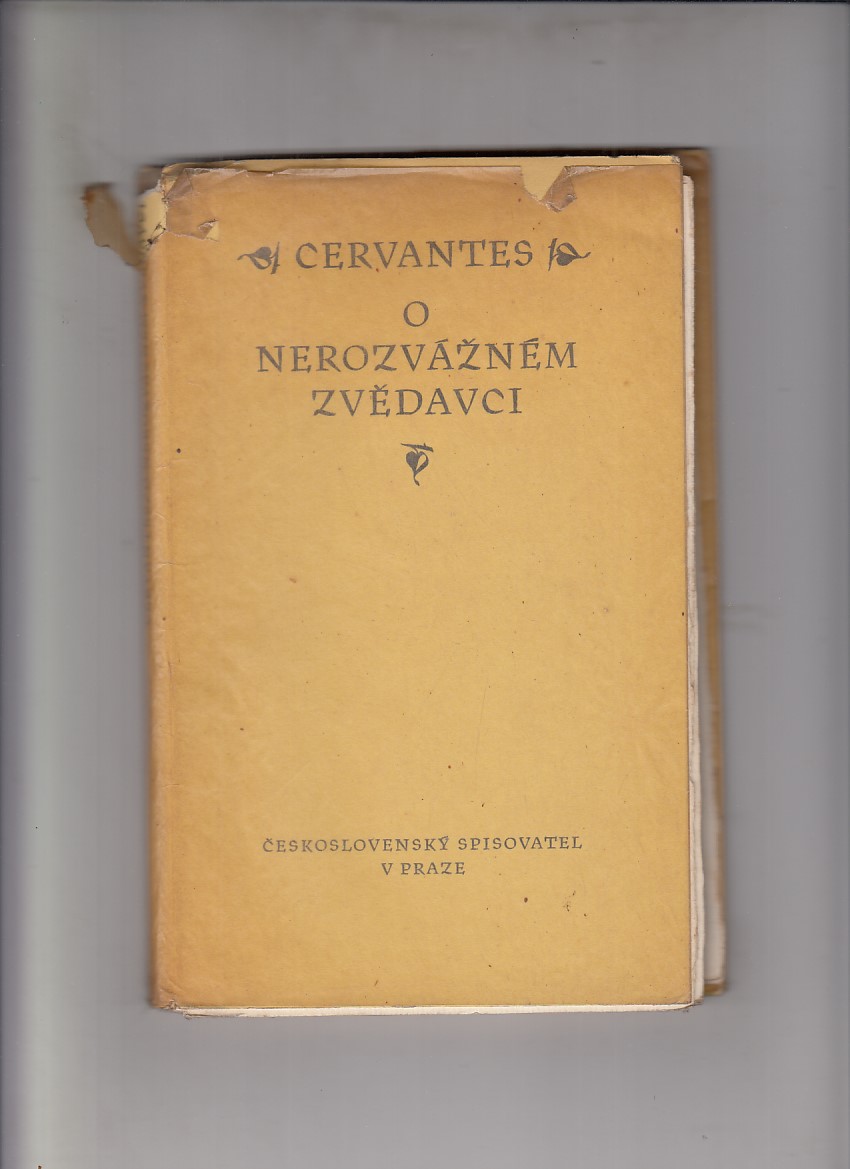 CERVANTES
O
NEROZVÁŽNÉM
ZVĚDAVCI
ČESKOSLOVENSKÝ SPISOVATEL
V PRAZE